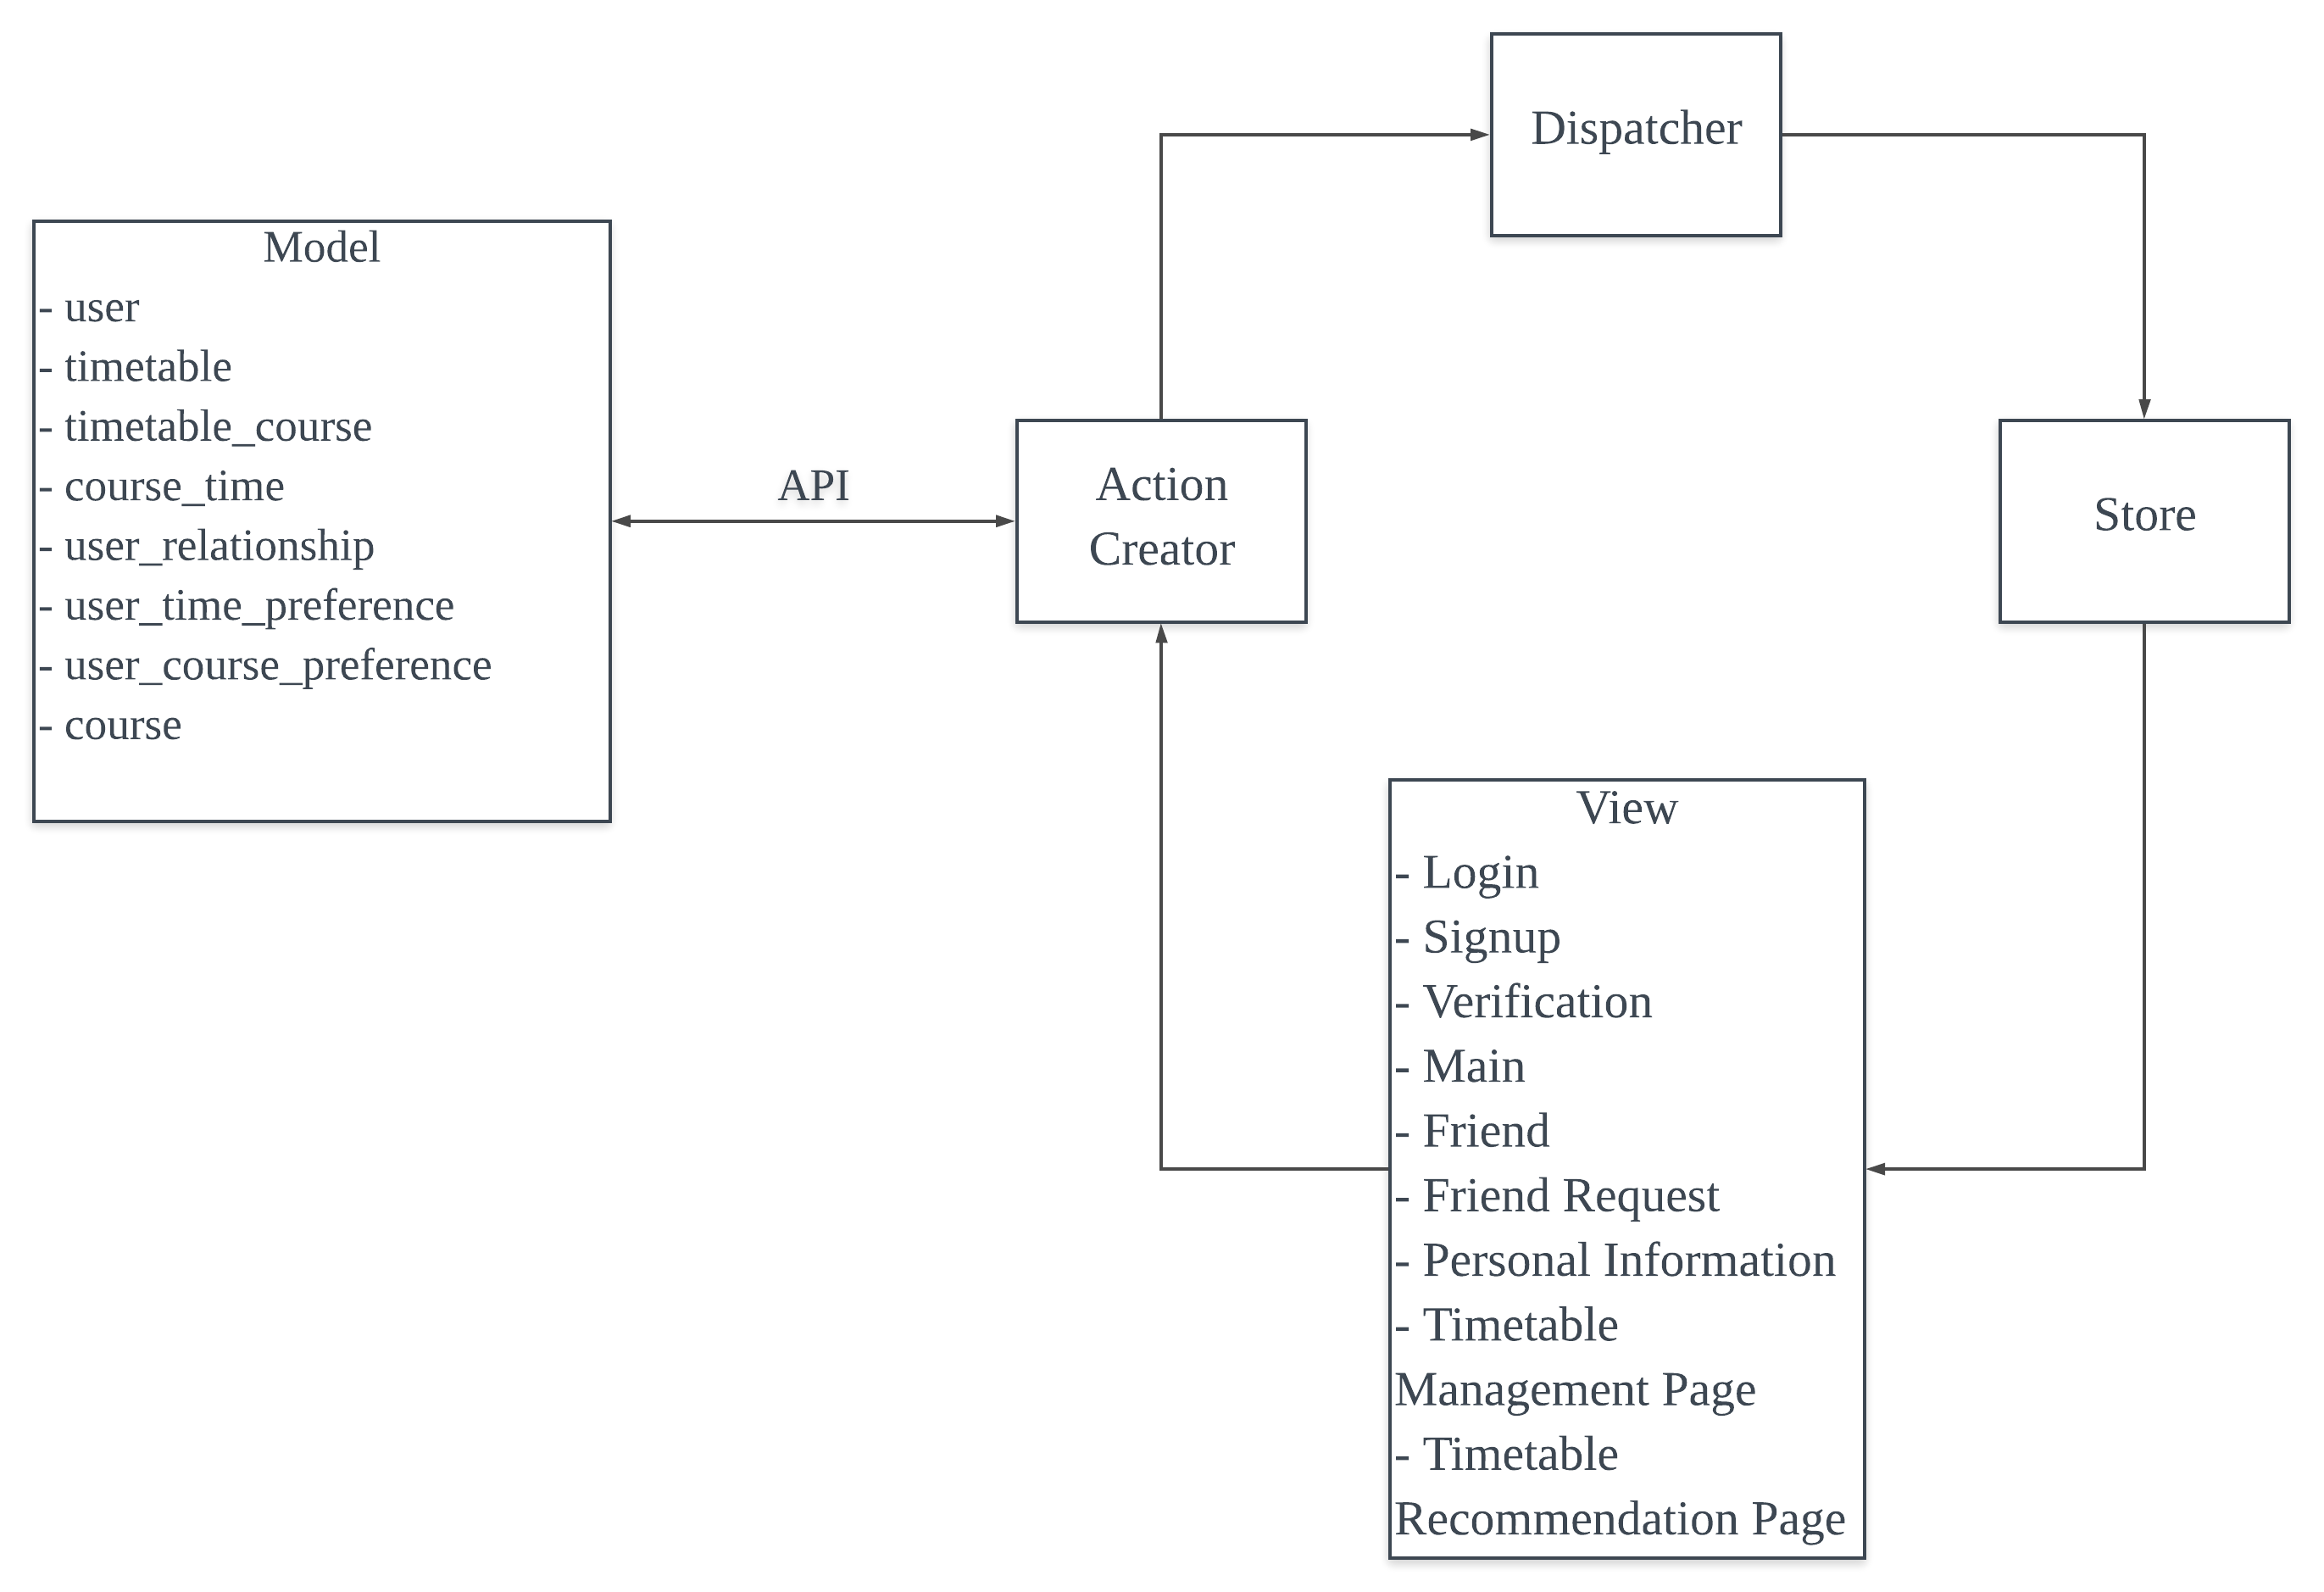 Dispatcher
Model
- user
- timetable
- timetable_course
- course_time
- user_relationship
- user_time_preference
- user_course_preference
- course
API
Action
Creator
Store
View
- Login
- Signup
- Verification
- Main
- Friend
- Friend Request
- Personal Information
- Timetable
Management Page
- Timetable
Recommendation Page